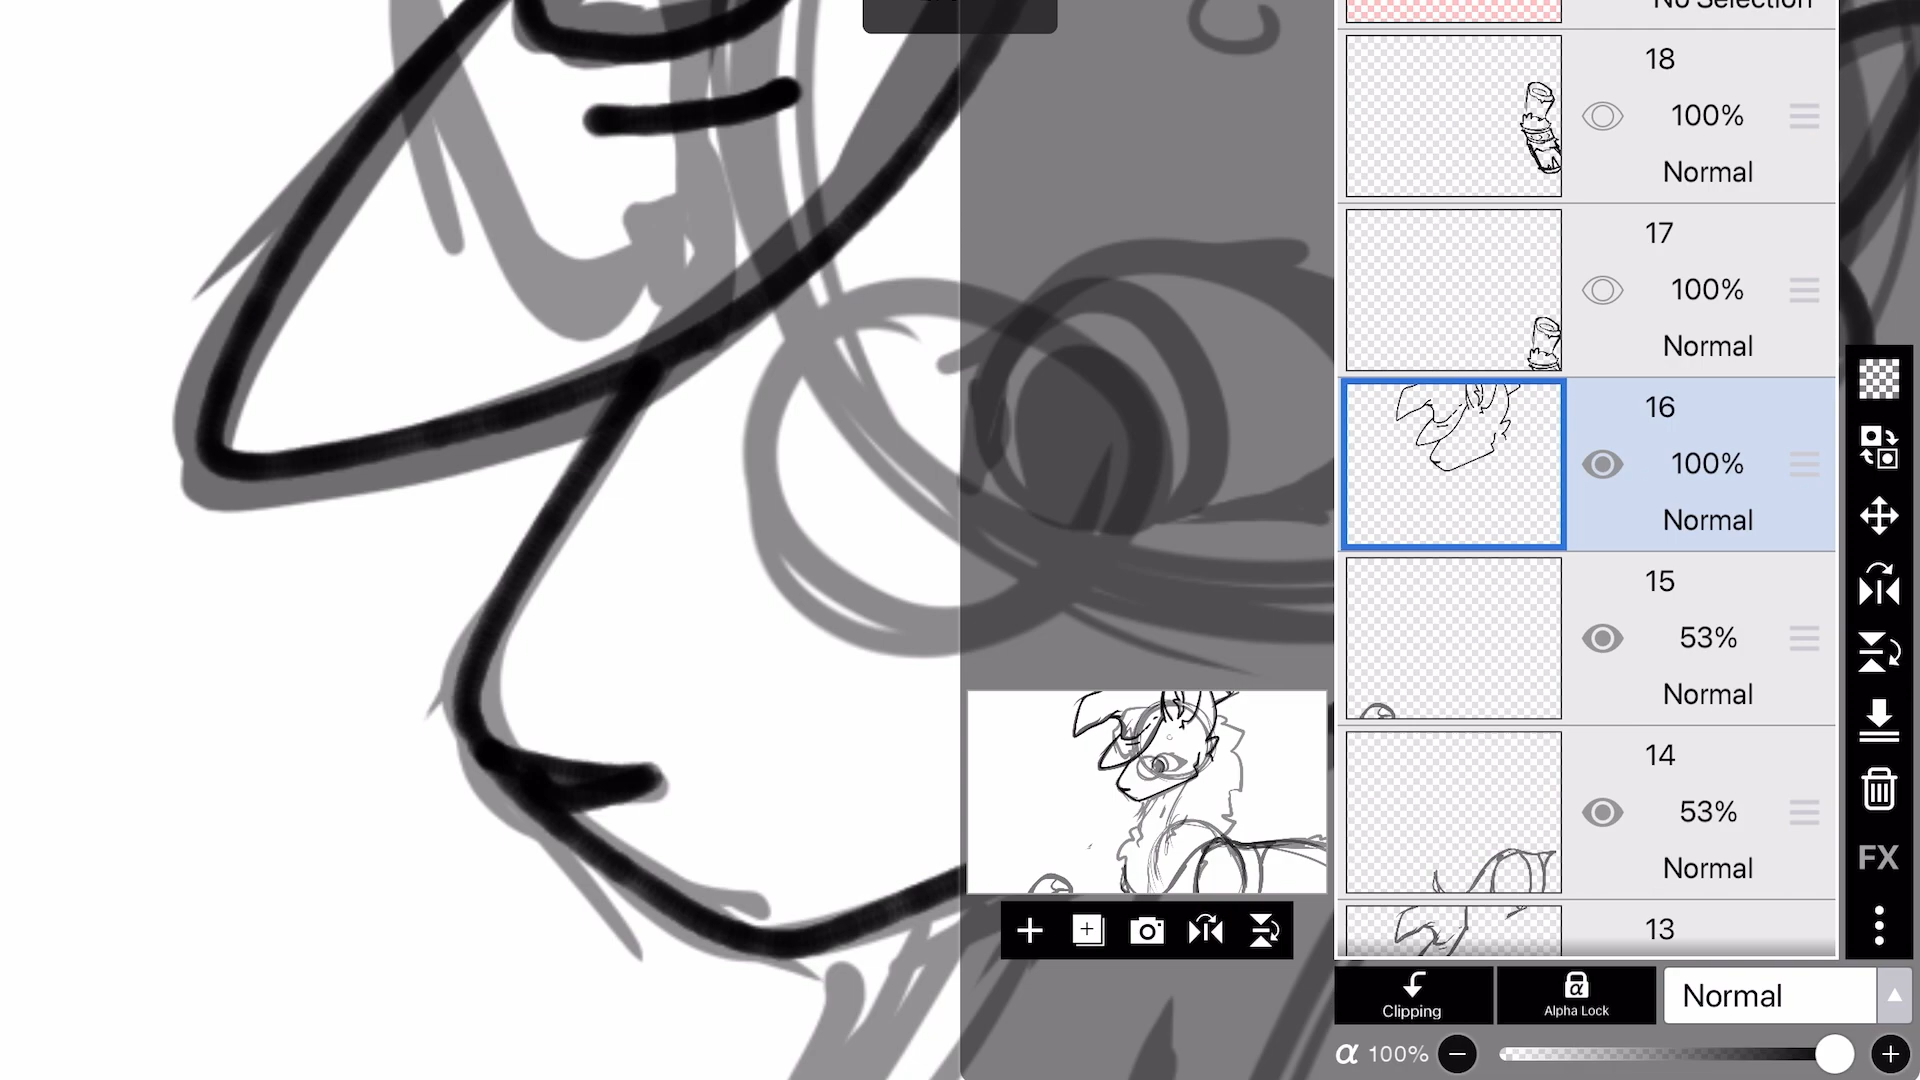 No Selection
18
100%
Normal
17
100%
Normal
16
100%
Normal
15
53%
Normal
14
53%
Normal
13
FX
Clipping
Alpha Lock
Normal
α 100%